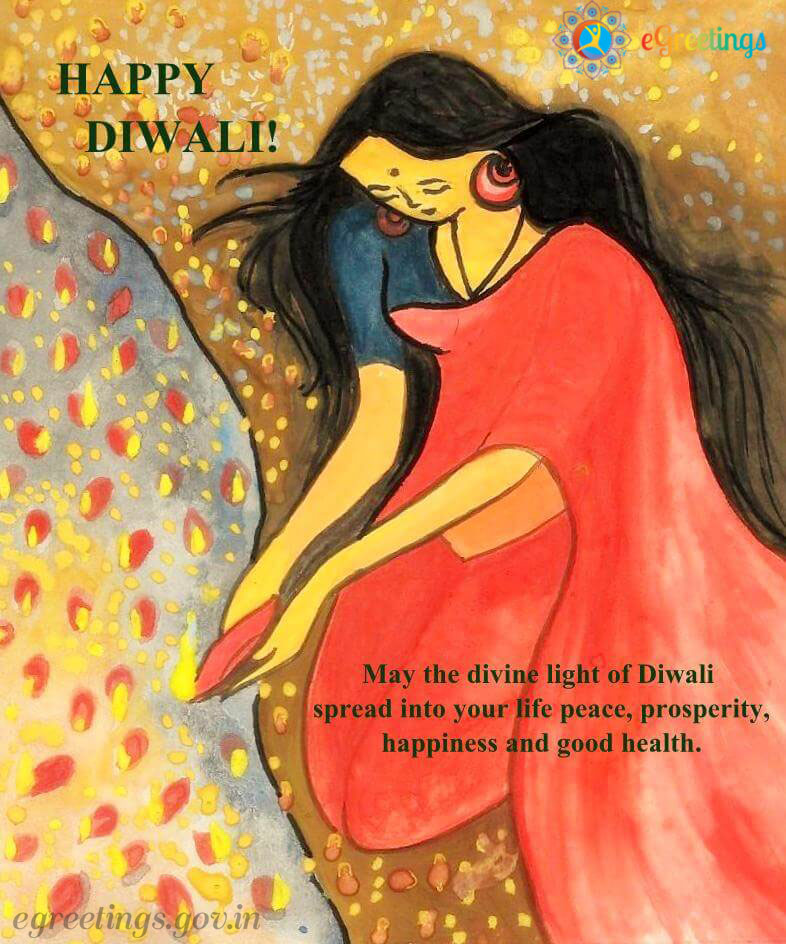 eGreetings
HAPPY
DIWALI!
May the divine light of Diwali
spread into your life peace, prosperity,
happiness and good health.
egreetings.gov.in